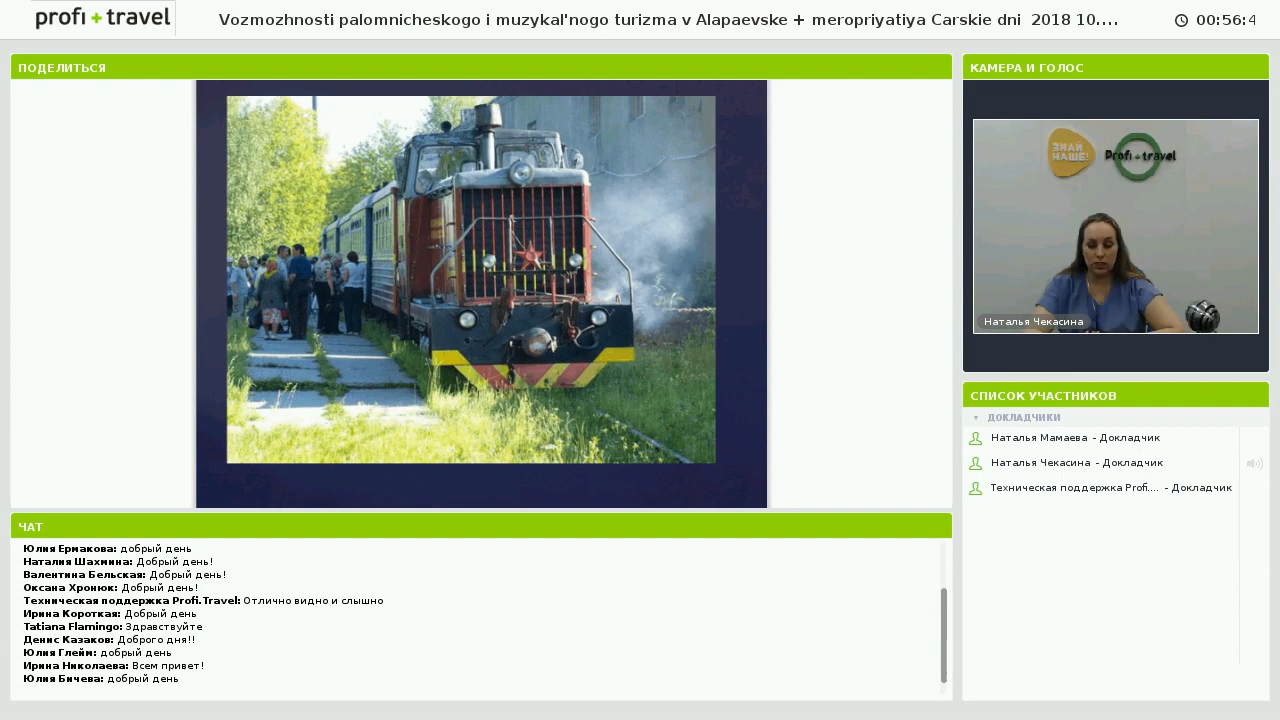 profi + travel
Vozmozhnosti palomnicheskogo i muzykal'nogo turizma v Alapaevske + meropriyatiya Carskie dni 2018 10....
00:56:4
ПОДЕЛИТЬСЯ
КАМЕРА И ГОЛОС
ЗНАЙ
НАШЕ!
Profi - travel
Наталья Чекасина
СПИСОК УЧАСТНИКОВ
ДОКЛАДЧИКИ
Наталья Мамаева - Докладчик
Наталья Чекасина - Докладчик
Техническая поддержка Profi.... - Докладчик
ЧАТ
Юлия Ермакова: добрый день
Наталия Шахмина: Добрый день!
Валентина Бельская: Добрый день!
Оксана Хронюк: Добрый день!
Техническая поддержка Profi.Travel: Отлично видно и слышно
Ирина Короткая: Добрый день
Tatiana Flamingo: Здравствуйте
Денис Казаков: Доброго дня!!
Юлия Глейм: добрый день
Ирина Николаева: Всем привет!
Юлия Бичева: добрый день